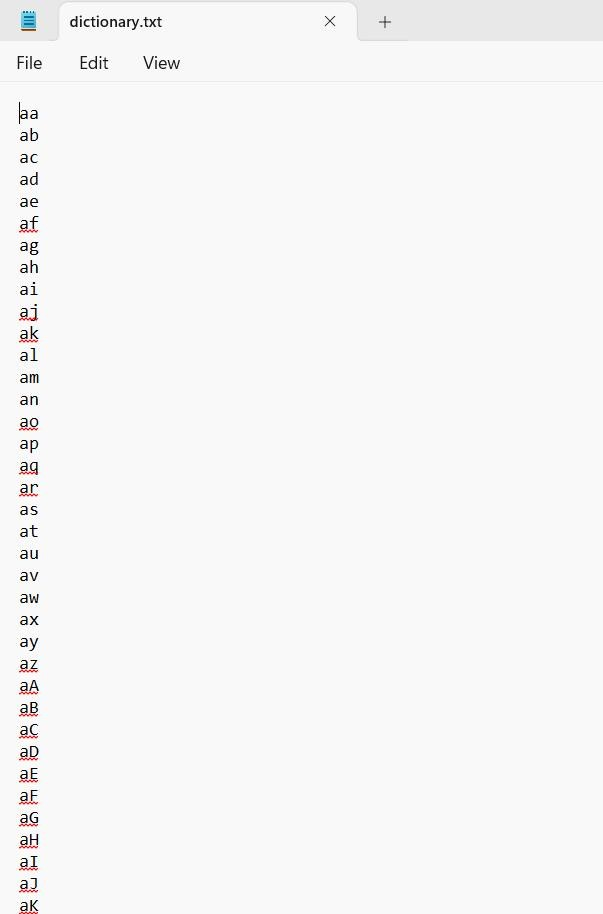 dictionary.txt
File Edit View
aa
ab
ac
ad
ae
af
ag
ah
ai
aj
ak
al
am
an
ao
ap
aq
ar
as
at
au
av
aw
ax
ay
az
aA
aB
aC
aD
aE
aF
aG
aH
aI
aJ
aK